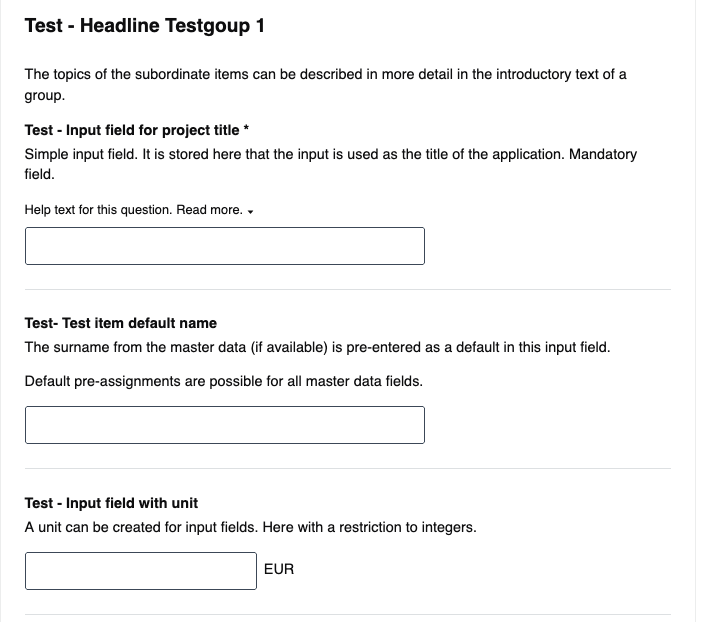 Test - Headline Testgoup 1
The topics of the subordinate items can be described in more detail in the introductory text of a
group.
Test - Input field for project title *
Simple input field. It is stored here that the input is used as the title of the application. Mandatory
field.
Help text for this question. Read more.
Test- Test item default name
The surname from the master data (if available) is pre-entered as a default in this input field.
Default pre-assignments are possible for all master data fields.
Test - Input field with unit
A unit can be created for input fields. Here with a restriction to integers.
EUR